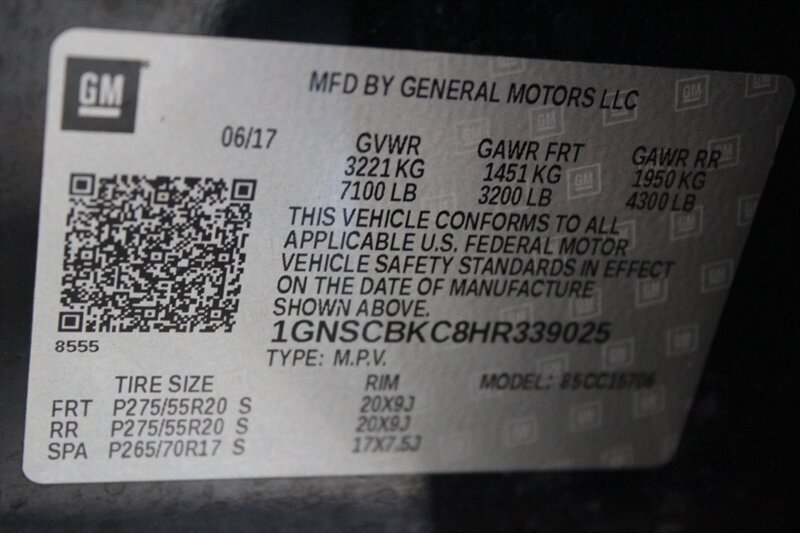 GM
MFD BY GENERAL MOTORS LLC
06/17
GVWR GAWR FRT GAWR RR
3221 KG 1451 KG 1950 KG
7100 LB 3200 LB 4300 LB
THIS VEHICLE CONFORMS TO ALL
APPLICABLE U.S. FEDERAL MOTOR
VEHICLE SAFETY STANDARDS IN EFFECT
ON THE DATE OF MANUFACTURE
SHOWN ABOVE.
1GNSCBKC8HR339025
8555
TYPE: M.P.V.
TIRE SIZE RIM MODEL:
FRT P275/55R20 S 20X9J
RR P275/55R20 S 20X9J
SPA P265/70R17 S 17X7.5J